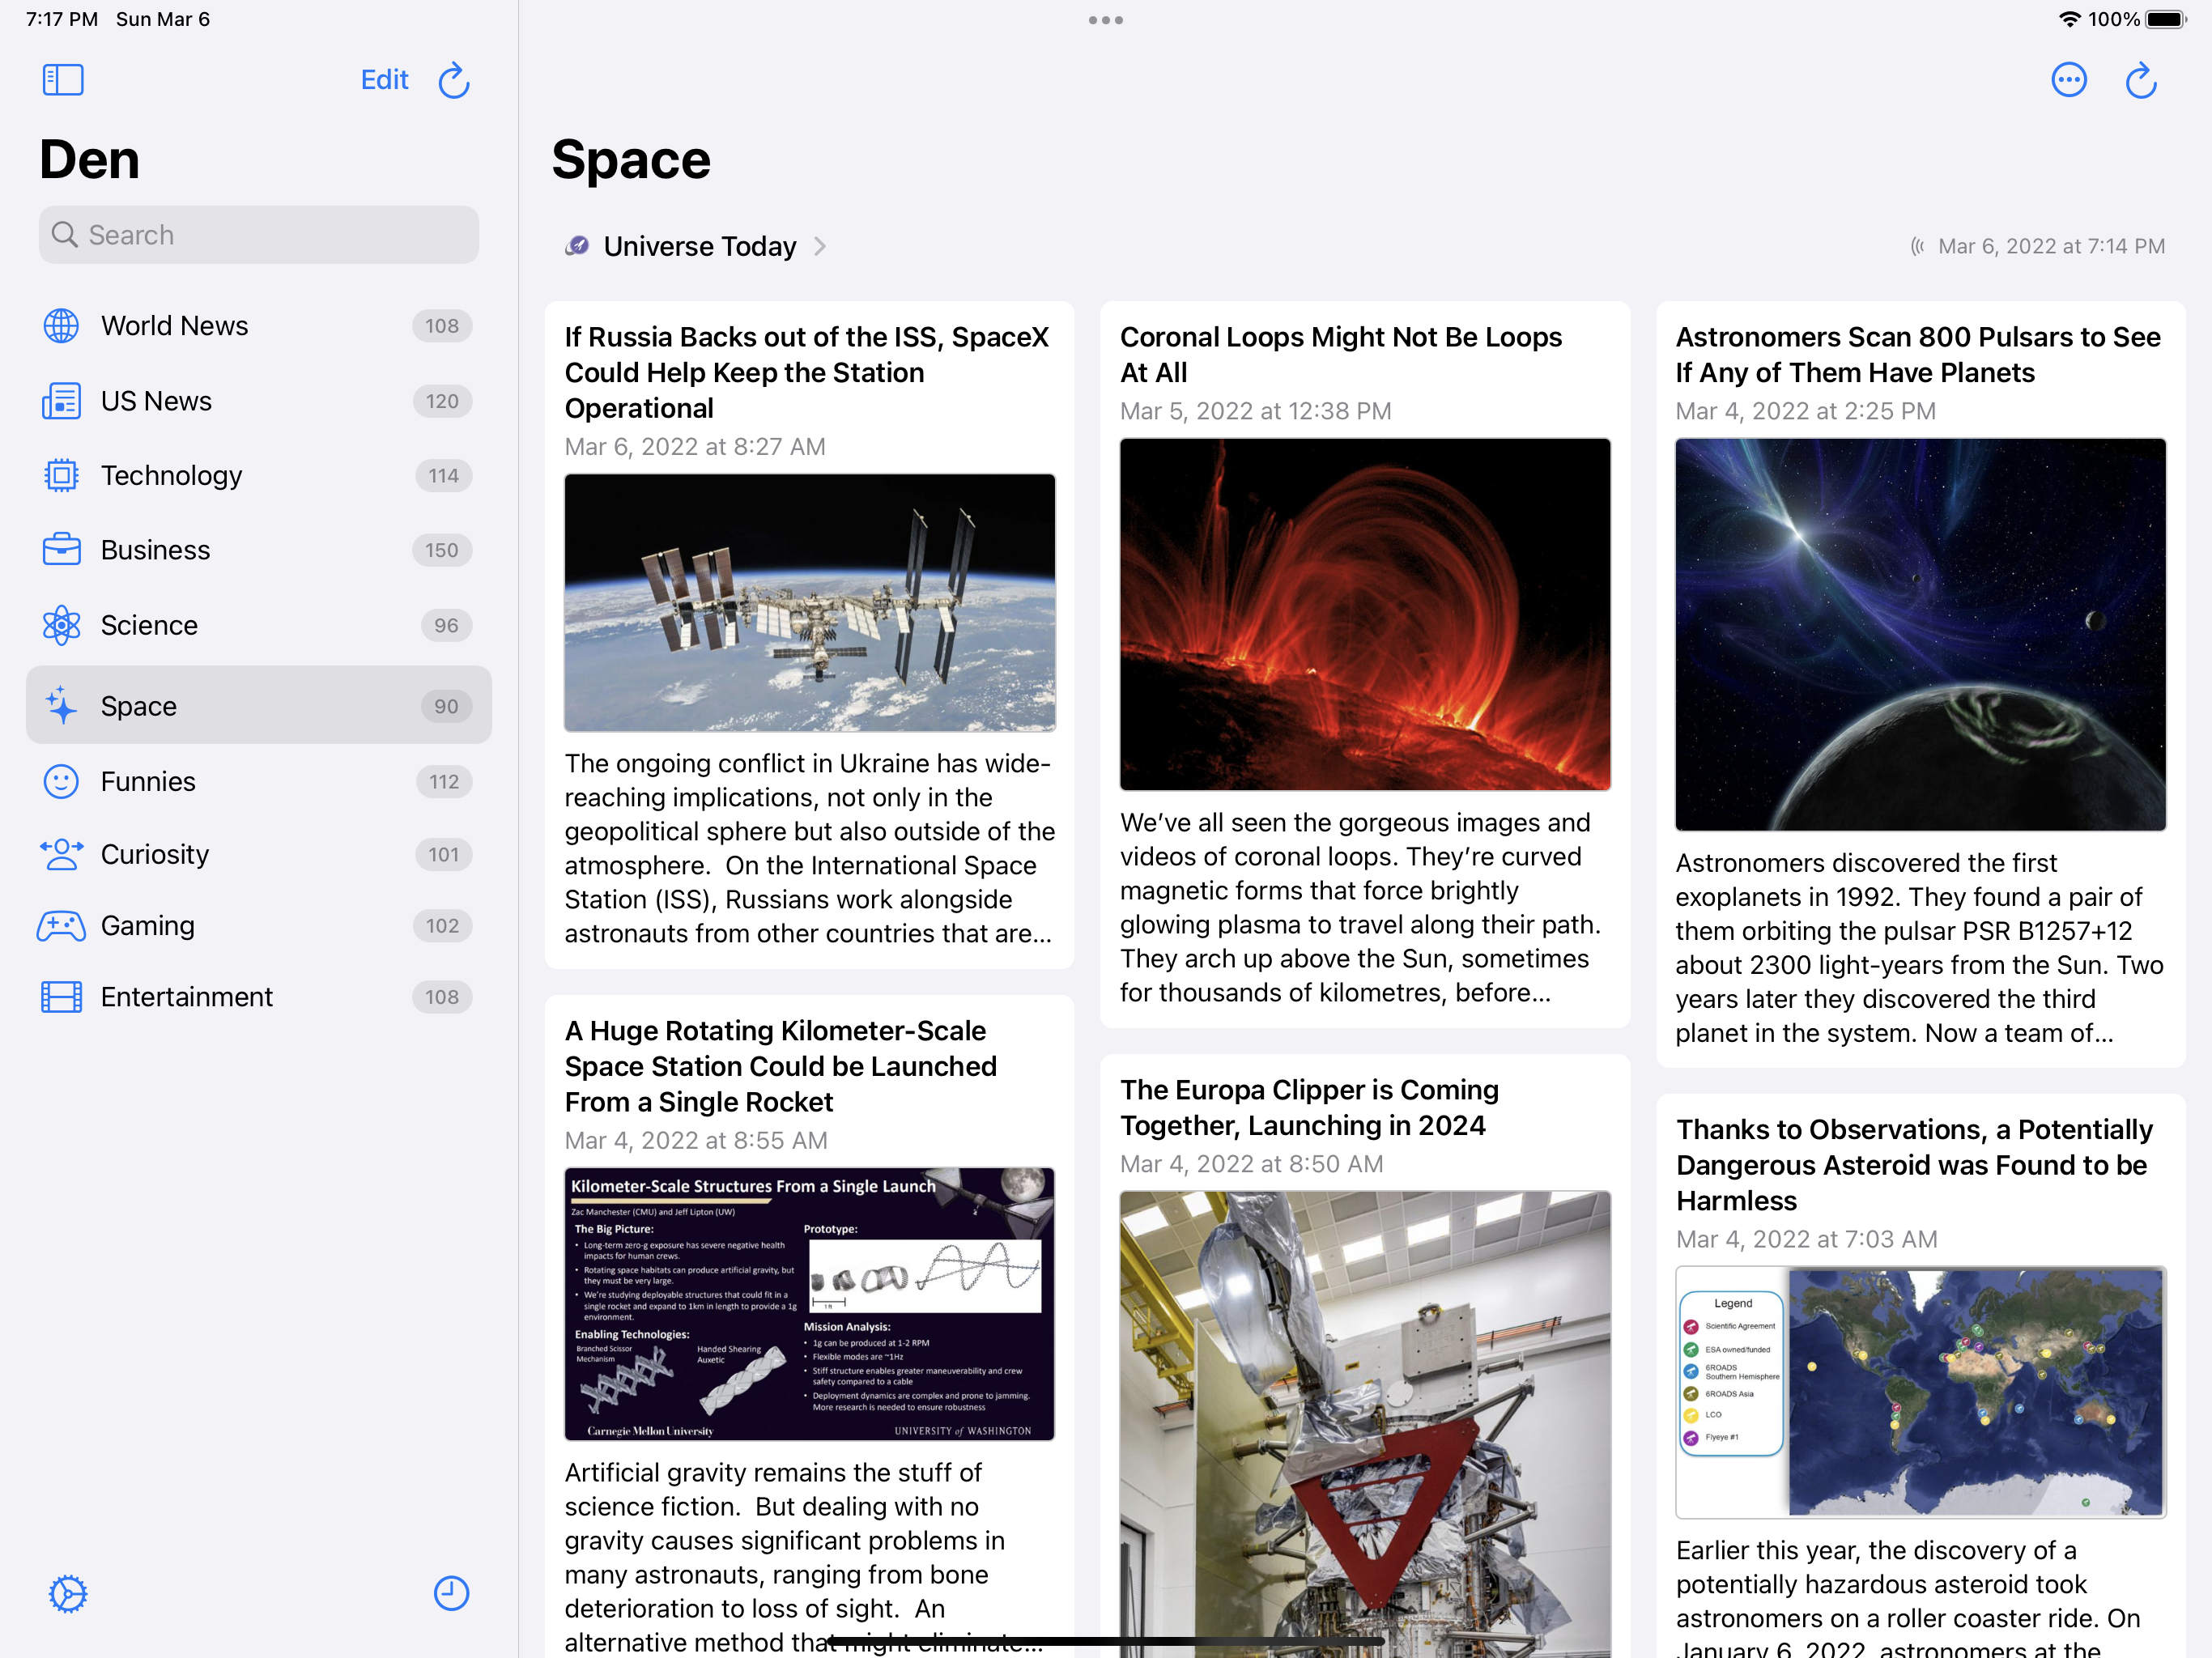 7:17 PM Sun Mar 6
100%
Edit
Den
Search
World News 108
US News 120
Technology 114
Business 150
Science 96
Space 90
Funnies 112
Curiosity 101
Gaming 102
Entertainment 108
Space
Universe Today
Mar 6, 2022 at 7:14 PM
If Russia Backs out of the ISS, SpaceX
Could Help Keep the Station
Operational
Mar 6, 2022 at 8:27 AM
The ongoing conflict in Ukraine has wide-
reaching implications, not only in the
geopolitical sphere but also outside of the
atmosphere.  On the International Space
Station (ISS), Russians work alongside
astronauts from other countries that are...
A Huge Rotating Kilometer-Scale
Space Station Could be Launched
From a Single Rocket
Mar 4, 2022 at 8:55 AM
Kilometer-Scale Structures From a Single Launch
Zac Manchester (CMU) and Jeff Lipton (UW)
The Big Picture:
• Long-term zero-g exposure has severe negative health
impacts for human crews.
• Rotating space habitats can produce artificial gravity, but
they must be very large.
• We're studying deployable structures that could fit in a
single rocket and expand to 1km in length to provide a 1g
environment.
Enabling Technologies:
Branched Scissor
Mechanism
Handed Shearing
Auxetic
Prototype:
1 ft
Mission Analysis:
• 1g can be produced at 1-2 RPM
• Flexible modes are ~1Hz
• Stiff structure enables greater maneuverability and crew
safety compared to a cable
• Deployment dynamics are complex and prone to jamming.
More research is needed to ensure robustness
Carnegie Mellon University
UNIVERSITY of WASHINGTON
Artificial gravity remains the stuff of
science fiction.  But dealing with no
gravity causes significant problems in
many astronauts, ranging from bone
deterioration to loss of sight.  An
alternative method that might eliminate...
Coronal Loops Might Not Be Loops
At All
Mar 5, 2022 at 12:38 PM
We've all seen the gorgeous images and
videos of coronal loops. They're curved
magnetic forms that force brightly
glowing plasma to travel along their path.
They arch up above the Sun, sometimes
for thousands of kilometres, before...
The Europa Clipper is Coming
Together, Launching in 2024
Mar 4, 2022 at 8:50 AM
Astronomers Scan 800 Pulsars to See
If Any of Them Have Planets
Mar 4, 2022 at 2:25 PM
Astronomers discovered the first
exoplanets in 1992. They found a pair of
them orbiting the pulsar PSR B1257+12
about 2300 light-years from the Sun. Two
years later they discovered the third
planet in the system. Now a team of...
Thanks to Observations, a Potentially
Dangerous Asteroid was Found to be
Harmless
Mar 4, 2022 at 7:03 AM
Legend
Scientific Agreement
ESA owned/funded
6ROADS
Southern Hemisphere
6ROADS Asia
LCO
Flyeye #1
Earlier this year, the discovery of a
potentially hazardous asteroid took
astronomers on a roller coaster ride. On
January 6, 2022, astronomers at the